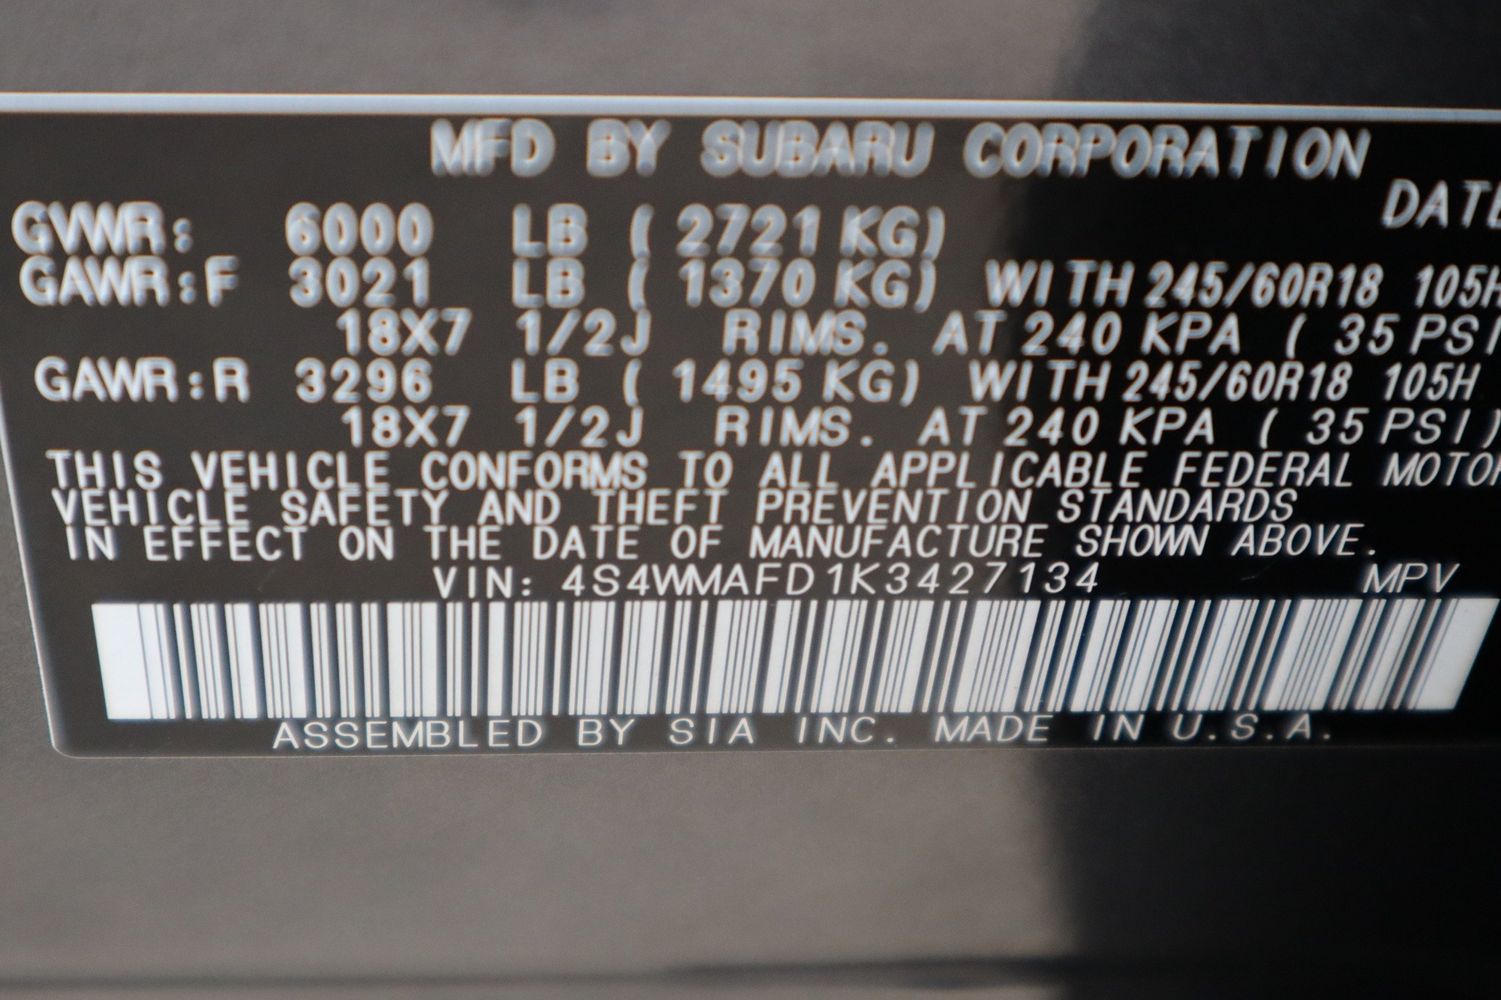 MFD BY SUBARU CORPORATION
DATE
GVWR: 6000 LB ( 2721 KG)
GAWR:F 3021 LB ( 1370 KG) WITH 245/60R18 105H
18X7 1/2J RIMS. AT 240 KPA ( 35 PSI
GAWR:R 3296 LB ( 1495 KG) WITH 245/60R18 105H
18X7 1/2J RIMS. AT 240 KPA ( 35 PSI)
THIS VEHICLE CONFORMS TO ALL APPLICABLE FEDERAL MOTOR
VEHICLE SAFETY AND THEFT PREVENTION STANDARDS
IN EFFECT ON THE DATE OF MANUFACTURE SHOWN ABOVE.
VIN: 4S4WMAFD1K3427134 MPV
ASSEMBLED BY SIA INC. MADE IN U.S.A.